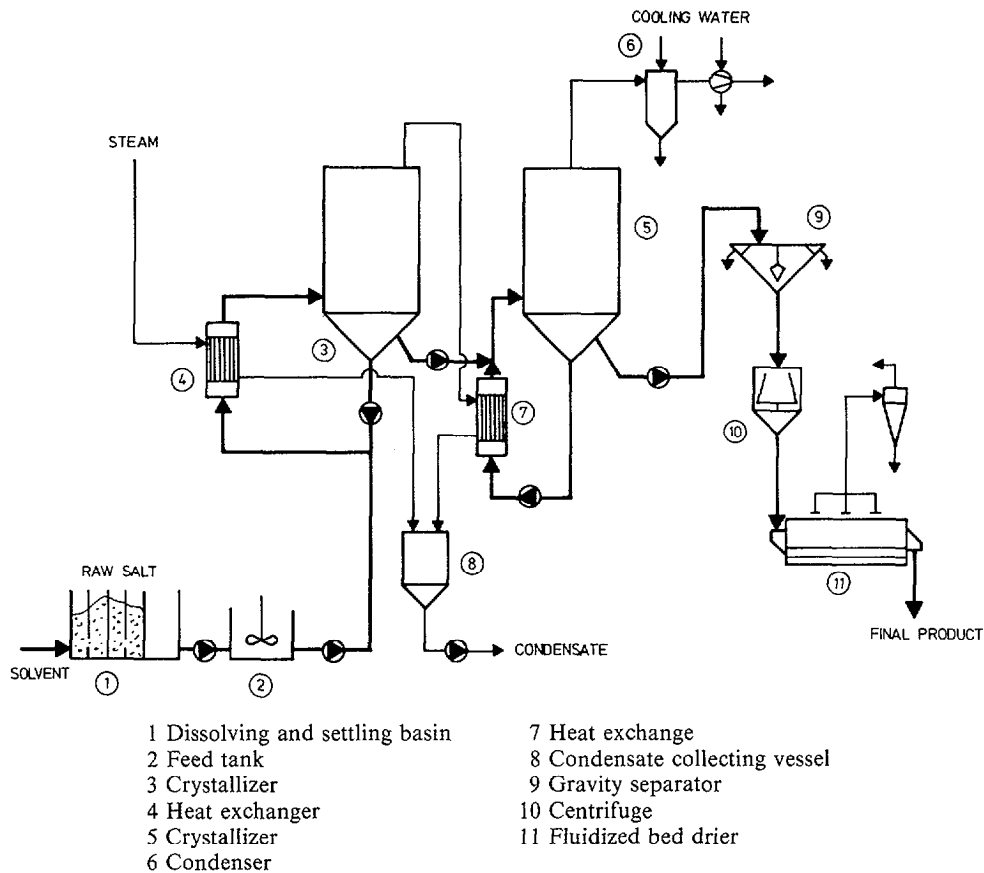 COOLING WATER
6
STEAM
5
9
3
4
7
10
8
RAW SALT
11
CONDENSATE
FINAL PRODUCT
SOLVENT
1
2
1 Dissolving and settling basin
2 Feed tank
3 Crystallizer
4 Heat exchanger
5 Crystallizer
6 Condenser
7 Heat exchange
8 Condensate collecting vessel
9 Gravity separator
10 Centrifuge
11 Fluidized bed drier